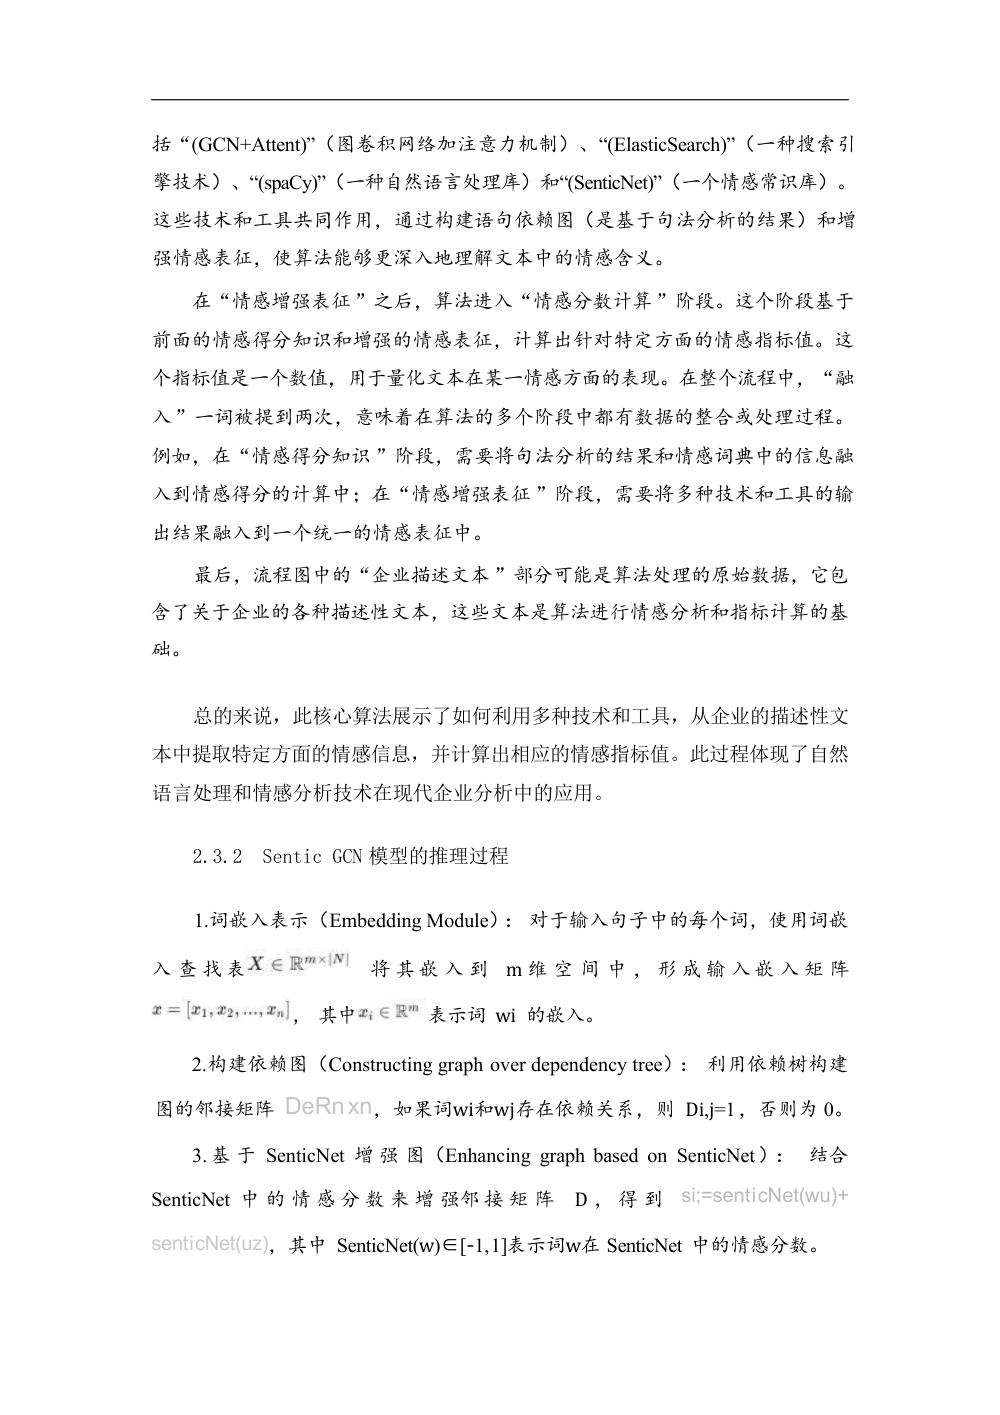 括“(GCN+Attent)”（图卷积网络加注意力机制）、“(ElasticSearch)”（一种搜索引
擎技术）、“(spaCy)”（一种自然语言处理库）和“(SenticNet)”（一个情感常识库）。
这些技术和工具共同作用，通过构建语句依赖图（是基于句法分析的结果）和增
强情感表征，使算法能够更深入地理解文本中的情感含义。
在“情感增强表征”之后，算法进入“情感分数计算”阶段。这个阶段基于
前面的情感得分知识和增强的情感表征，计算出针对特定方面的情感指标值。这
个指标值是一个数值，用于量化文本在某一情感方面的表现。在整个流程中，“融
入”一词被提到两次，意味着在算法的多个阶段中都有数据的整合或处理过程。
例如，在“情感得分知识”阶段，需要将句法分析的结果和情感词典中的信息融
入到情感得分的计算中；在“情感增强表征”阶段，需要将多种技术和工具的输
出结果融入到一个统一的情感表征中。
最后，流程图中的“企业描述文本”部分可能是算法处理的原始数据，它包
含了关于企业的各种描述性文本，这些文本是算法进行情感分析和指标计算的基
础。
总的来说，此核心算法展示了如何利用多种技术和工具，从企业的描述性文
本中提取特定方面的情感信息，并计算出相应的情感指标值。此过程体现了自然
语言处理和情感分析技术在现代企业分析中的应用。
2.3.2 Sentic GCN 模型的推理过程
1.词嵌入表示（Embedding Module）： 对于输入句子中的每个词，使用词嵌
入查找表 X ∈ ℝ^{m×|N|} 将其嵌入到 m 维空间中，形成输入嵌入矩阵
x = [x₁, x₂, ..., xₙ]， 其中 xᵢ ∈ ℝᵐ 表示词 wi 的嵌入。
2.构建依赖图（Constructing graph over dependency tree）： 利用依赖树构建
图的邻接矩阵 DeRn xn，如果词wi和wj存在依赖关系，则 Di,j=1，否则为 0。
3.基于 SenticNet 增强图（Enhancing graph based on SenticNet）： 结合
SenticNet 中的情感分数来增强邻接矩阵 D，得到 si;=senticNet(wu)+
senticNet(uz)，其中 SenticNet(w)∈[-1,1]表示词w在 SenticNet 中的情感分数。